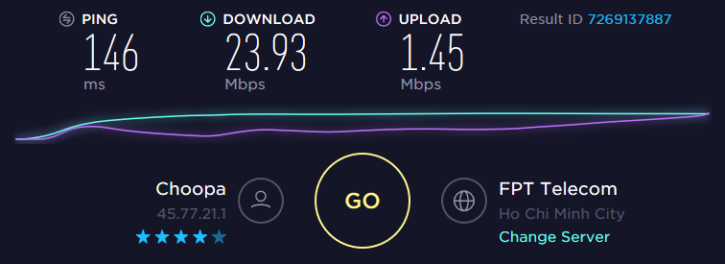 PING
146
ms
DOWNLOAD
23.93
Mbps
UPLOAD
1.45
Mbps
Result ID 7269137887
Choopa
45.77.21.1
GO
FPT Telecom
Ho Chi Minh City
Change Server